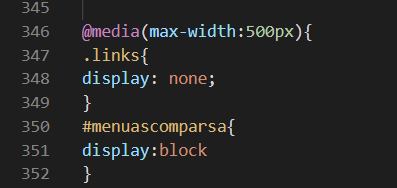 345
346 @media(max-width:500px){
347 .links{
348 display: none;
349 }
350 #menuascomparsa{
351 display:block
352 }